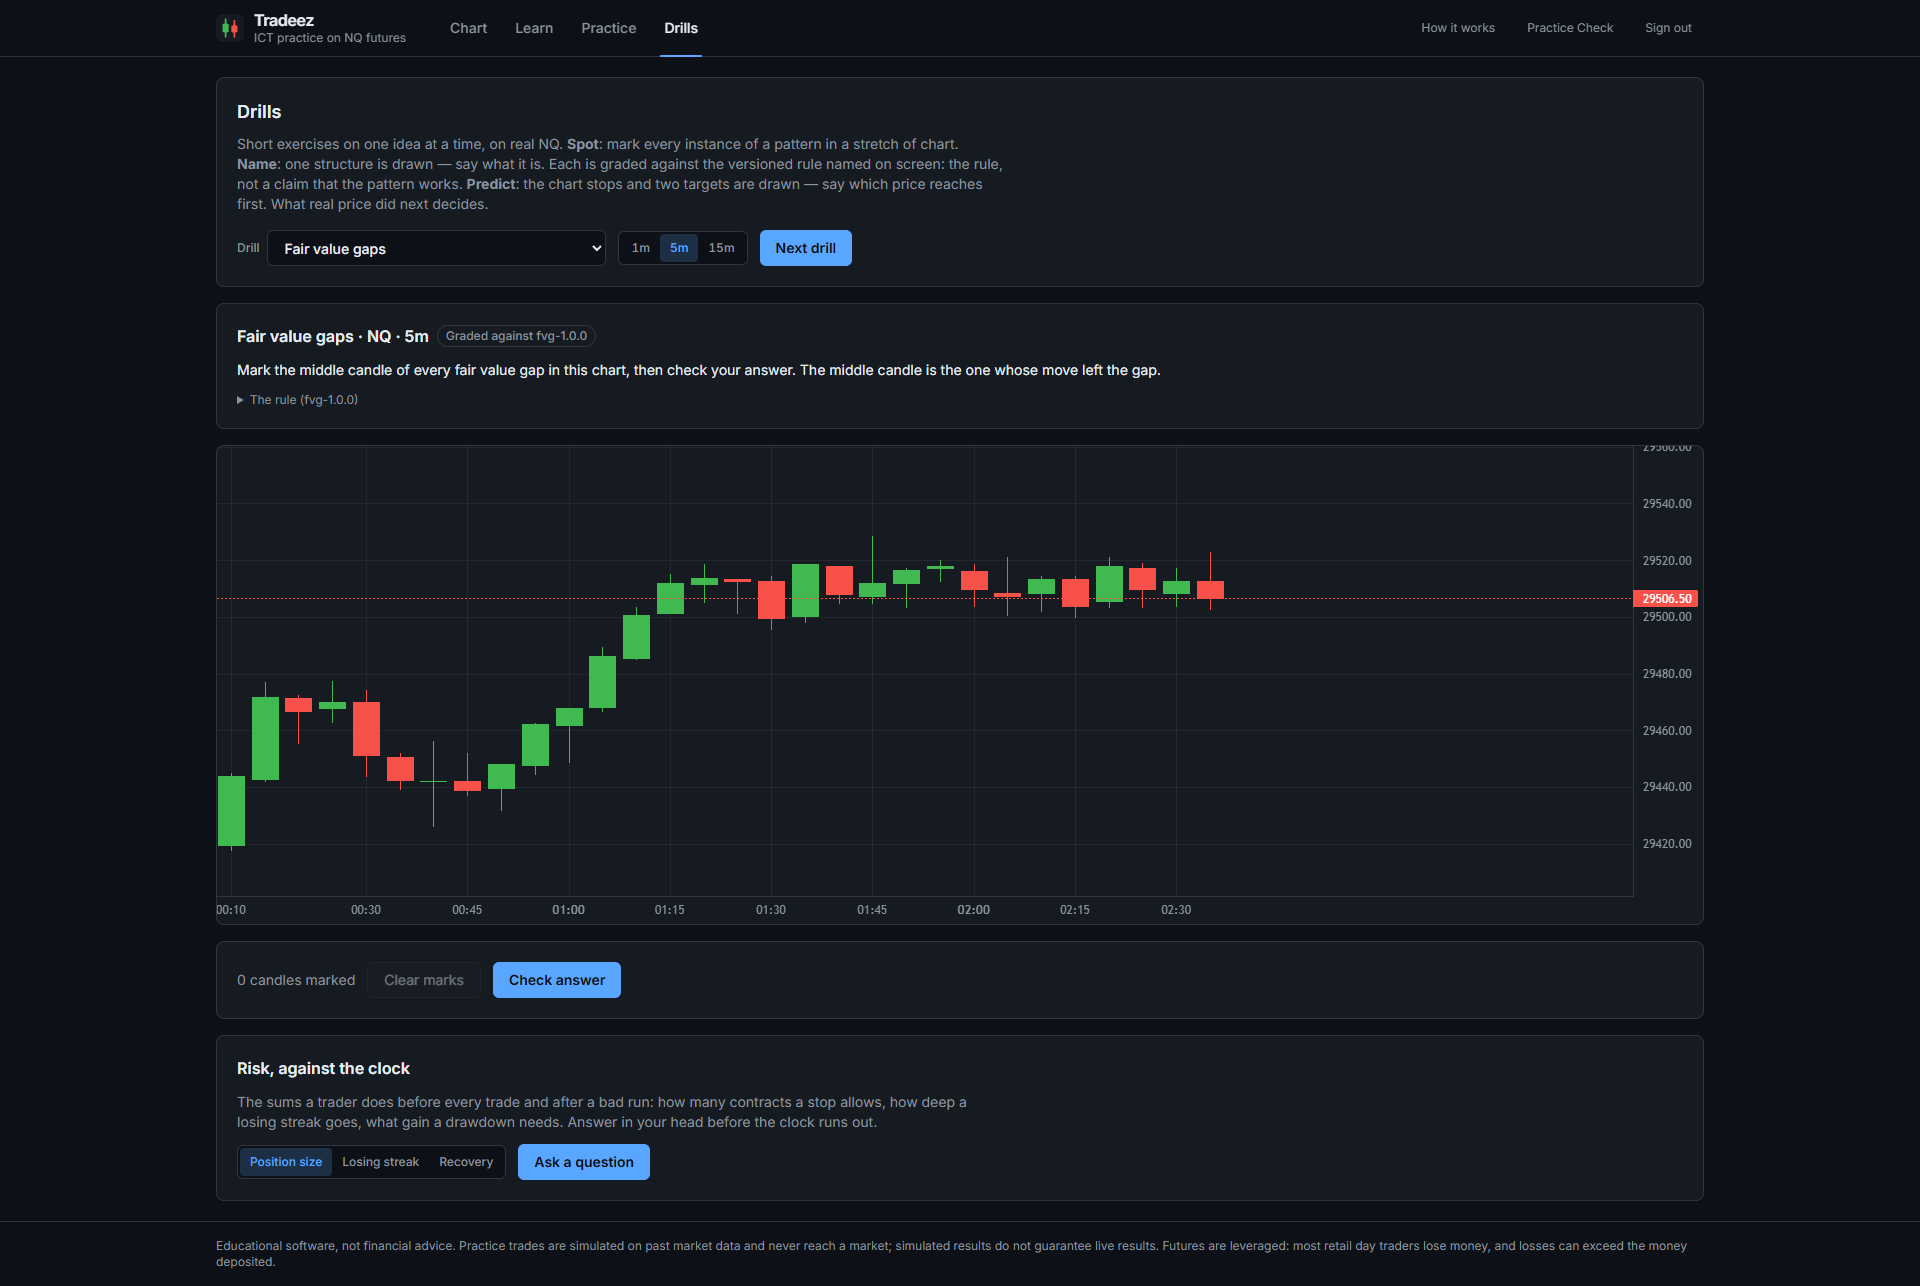 Tradeez
ICT practice on NQ futures
Chart
Learn
Practice
Drills
How it works
Practice Check
Sign out
Drills
Short exercises on one idea at a time, on real NQ. Spot: mark every instance of a pattern in a stretch of chart.
Name: one structure is drawn — say what it is. Each is graded against the versioned rule named on screen: the rule,
not a claim that the pattern works. Predict: the chart stops and two targets are drawn — say which price reaches
first. What real price did next decides.
Drill
Fair value gaps
1m
5m
15m
Next drill
Fair value gaps · NQ · 5m
Graded against fvg-1.0.0
Mark the middle candle of every fair value gap in this chart, then check your answer. The middle candle is the one whose move left the gap.
The rule (fvg-1.0.0)
29560.00
29540.00
29520.00
29506.50
29500.00
29480.00
29460.00
29440.00
29420.00
00:10
00:30
00:45
01:00
01:15
01:30
01:45
02:00
02:15
02:30
0 candles marked
Clear marks
Check answer
Risk, against the clock
The sums a trader does before every trade and after a bad run: how many contracts a stop allows, how deep a
losing streak goes, what gain a drawdown needs. Answer in your head before the clock runs out.
Position size
Losing streak
Recovery
Ask a question
Educational software, not financial advice. Practice trades are simulated on past market data and never reach a market; simulated results do not guarantee live results. Futures are leveraged: most retail day traders lose money, and losses can exceed the money
deposited.